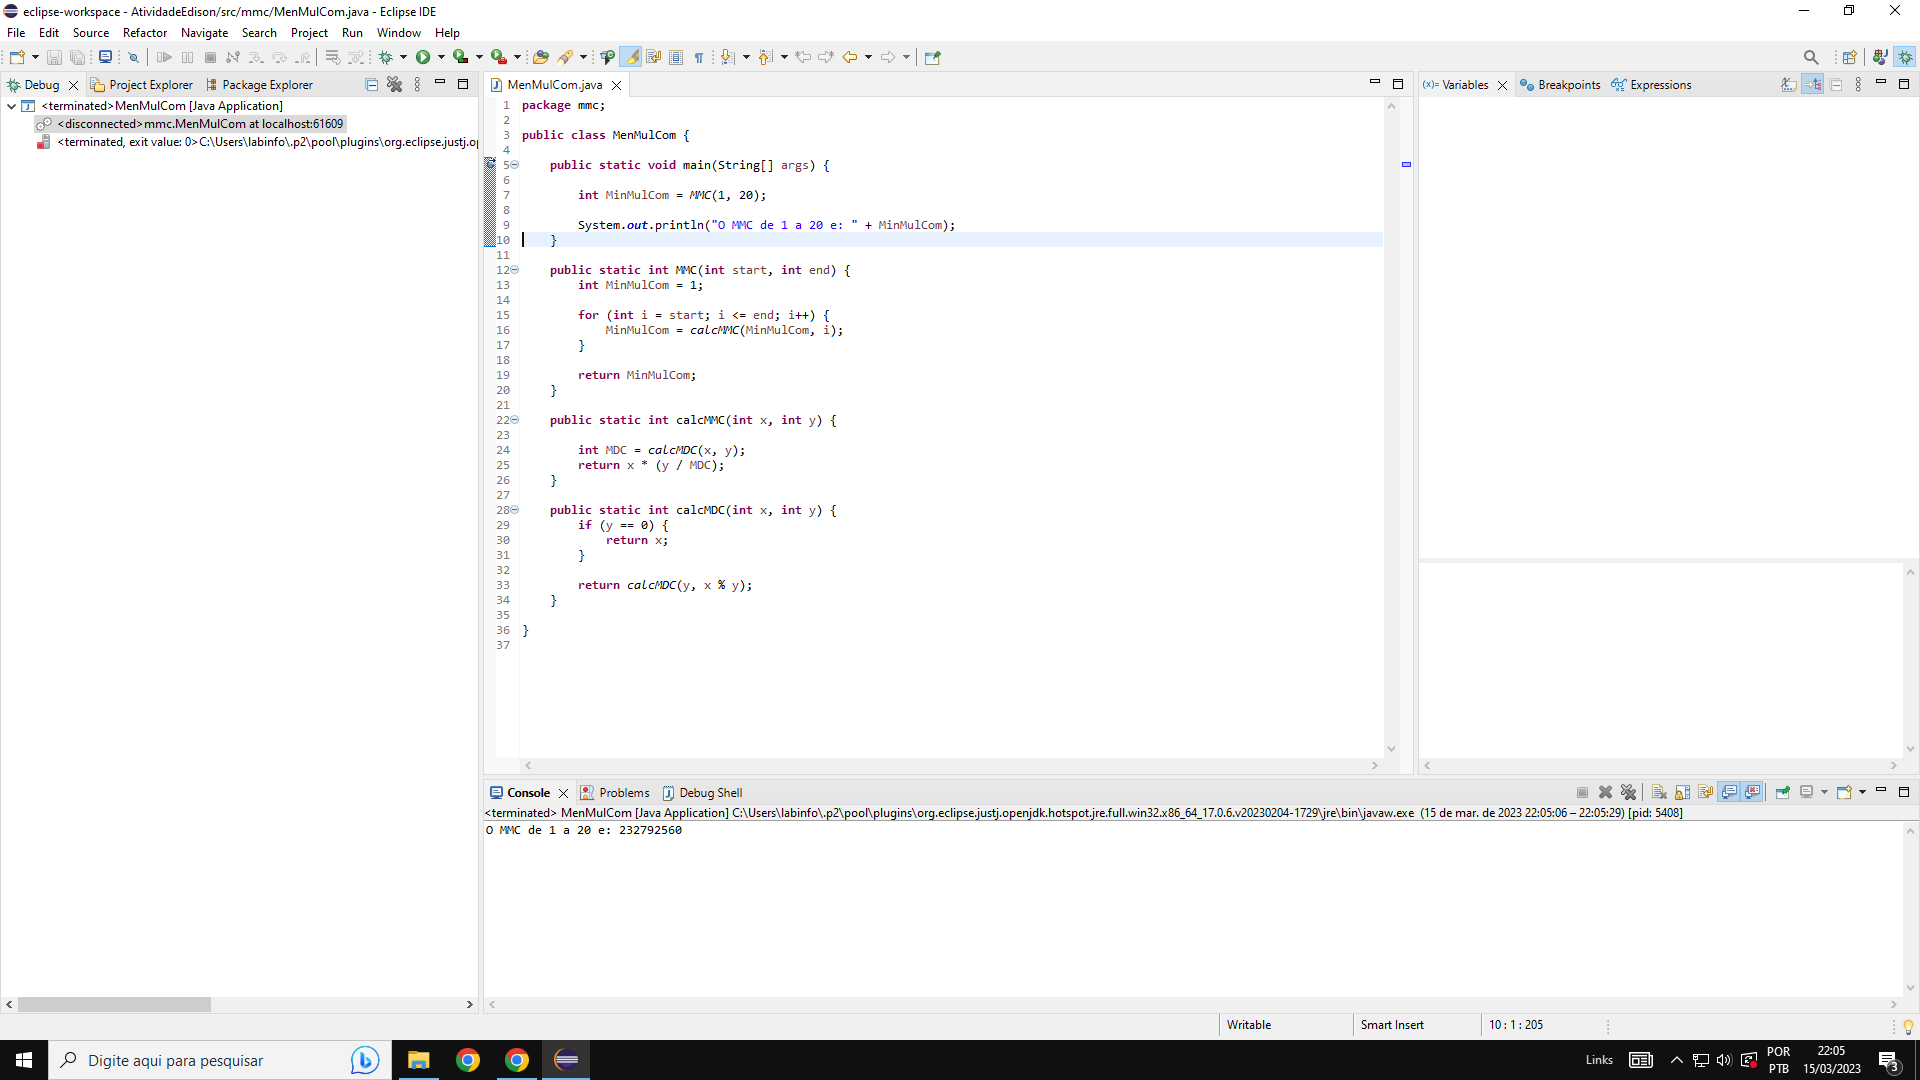 eclipse-workspace - AtividadeEdison/src/mmc/MenMulCom.java - Eclipse IDE
File Edit Source Refactor Navigate Search Project Run Window Help
Debug Project Explorer Package Explorer
<terminated>MenMulCom [Java Application]
<disconnected>mmc.MenMulCom at localhost:61609
<terminated, exit value: 0>C:\Users\labinfo\.p2\pool\plugins\org.eclipse.justj.op
MenMulCom.java
1 package mmc;
2
3 public class MenMulCom {
4
5 public static void main(String[] args) {
6
7 int MinMulCom = MMC(1, 20);
8
9 System.out.println("O MMC de 1 a 20 e: " + MinMulCom);
10 }
11
12 public static int MMC(int start, int end) {
13 int MinMulCom = 1;
14
15 for (int i = start; i <= end; i++) {
16 MinMulCom = calcMMC(MinMulCom, i);
17 }
18
19 return MinMulCom;
20 }
21
22 public static int calcMMC(int x, int y) {
23
24 int MDC = calcMDC(x, y);
25 return x * (y / MDC);
26 }
27
28 public static int calcMDC(int x, int y) {
29 if (y == 0) {
30 return x;
31 }
32
33 return calcMDC(y, x % y);
34 }
35
36 }
37
(x)= Variables Breakpoints Expressions
Console Problems Debug Shell
<terminated> MenMulCom [Java Application] C:\Users\labinfo\.p2\pool\plugins\org.eclipse.justj.openjdk.hotspot.jre.full.win32.x86_64_17.0.6.v20230204-1729\jre\bin\javaw.exe (15 de mar. de 2023 22:05:06 – 22:05:29) [pid: 5408]
O MMC de 1 a 20 e: 232792560
Writable Smart Insert 10 : 1 : 205
Digite aqui para pesquisar
Links
POR
PTB
22:05
15/03/2023
3